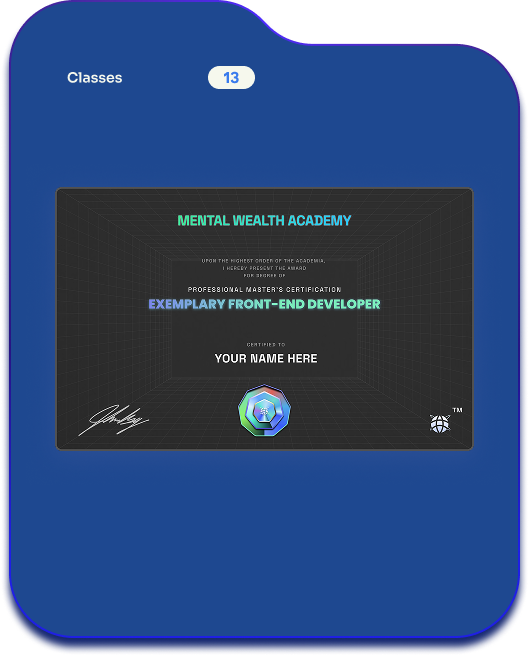 Classes 13
MENTAL WEALTH ACADEMY
UPON THE HIGHEST ORDER OF THE ACADEMIA,
I HEREBY PRESENT THE AWARD
FOR DEGREE OF
PROFESSIONAL MASTER'S CERTIFICATION
EXEMPLARY FRONT-END DEVELOPER
CERTIFIED TO
YOUR NAME HERE
TM